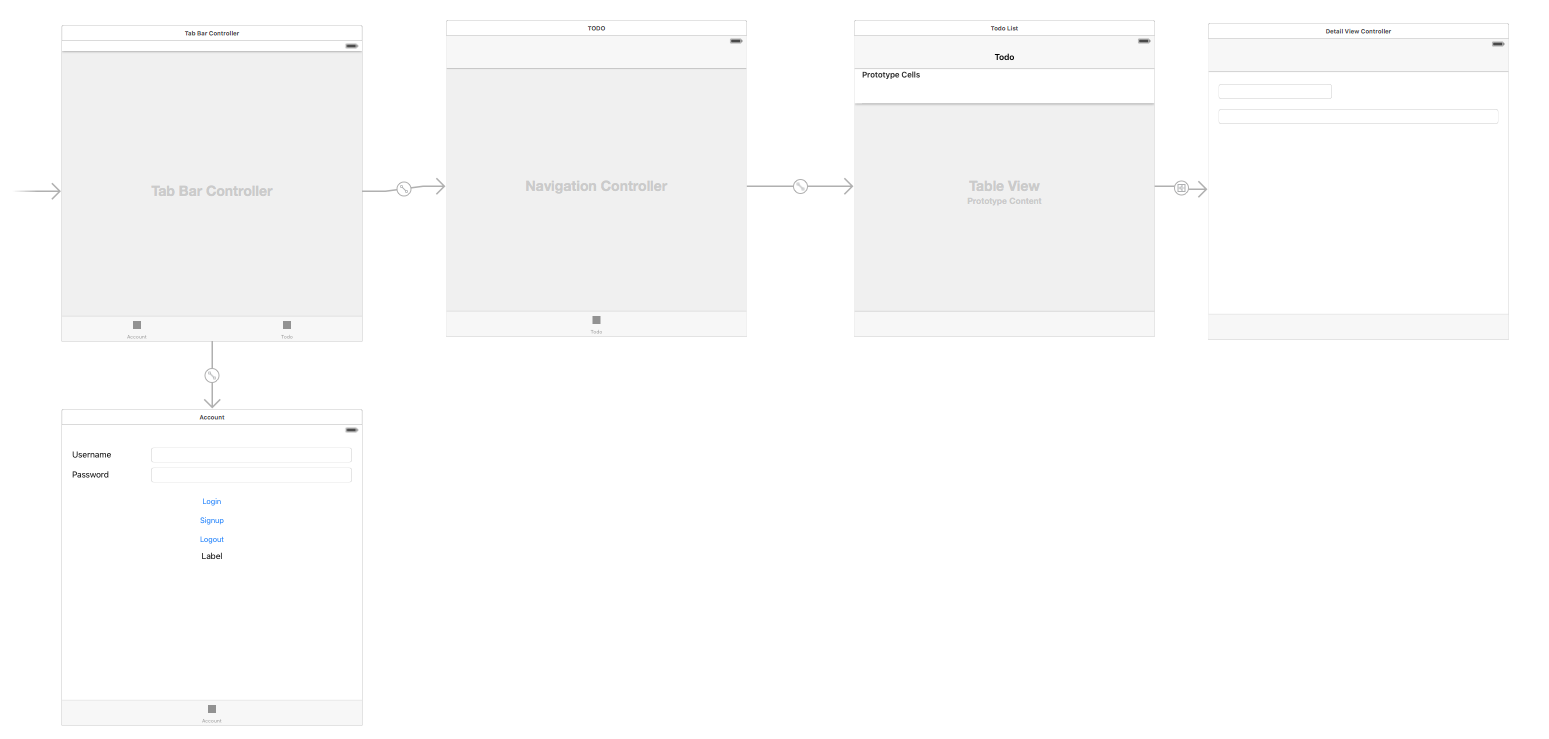 Tab Bar Controller
Tab Bar Controller
Account
Todo
TODO
Navigation Controller
Todo
Todo List
Todo
Prototype Cells
Table View
Prototype Content
Detail View Controller
Account
Username
Password
Login
Signup
Logout
Label
Account